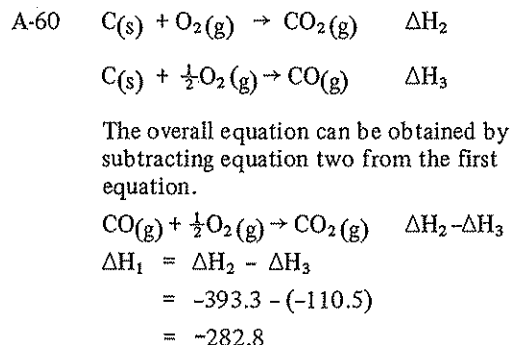 A-60 C(s) + O₂(g) → CO₂(g) ΔH₂
C(s) + ½O₂(g) → CO(g) ΔH₃
The overall equation can be obtained by
subtracting equation two from the first
equation.
CO(g) + ½O₂(g) → CO₂(g) ΔH₂-ΔH₃
ΔH₁ = ΔH₂ - ΔH₃
= -393.3 - (-110.5)
= -282.8